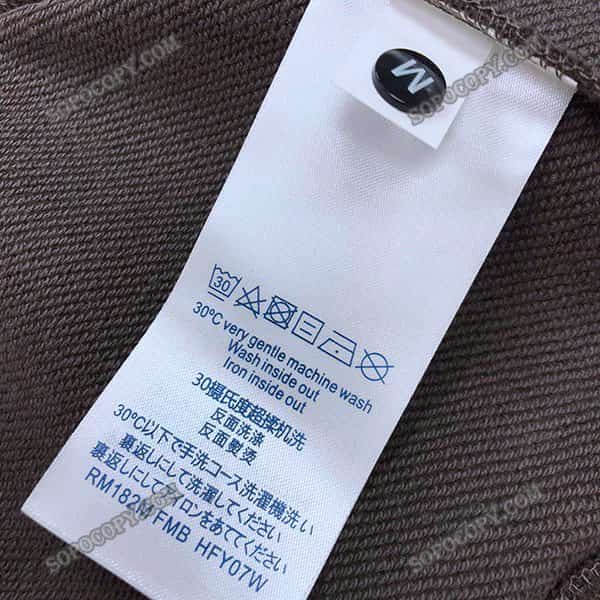 M
30
30°C very gentle machine wash
Wash inside out
Iron inside out
30摄氏度超揉机洗
反面洗涤
反面熨烫
30°C以下で手洗コース洗濯機洗い
裏返しにして洗濯してください
裏返しにしてアイロンをあててください
FMB HFY07W
SOPOCOPY.COM
SOPOCOPY.COM
SOPOCOPY.COM
SOPOCOPY.COM